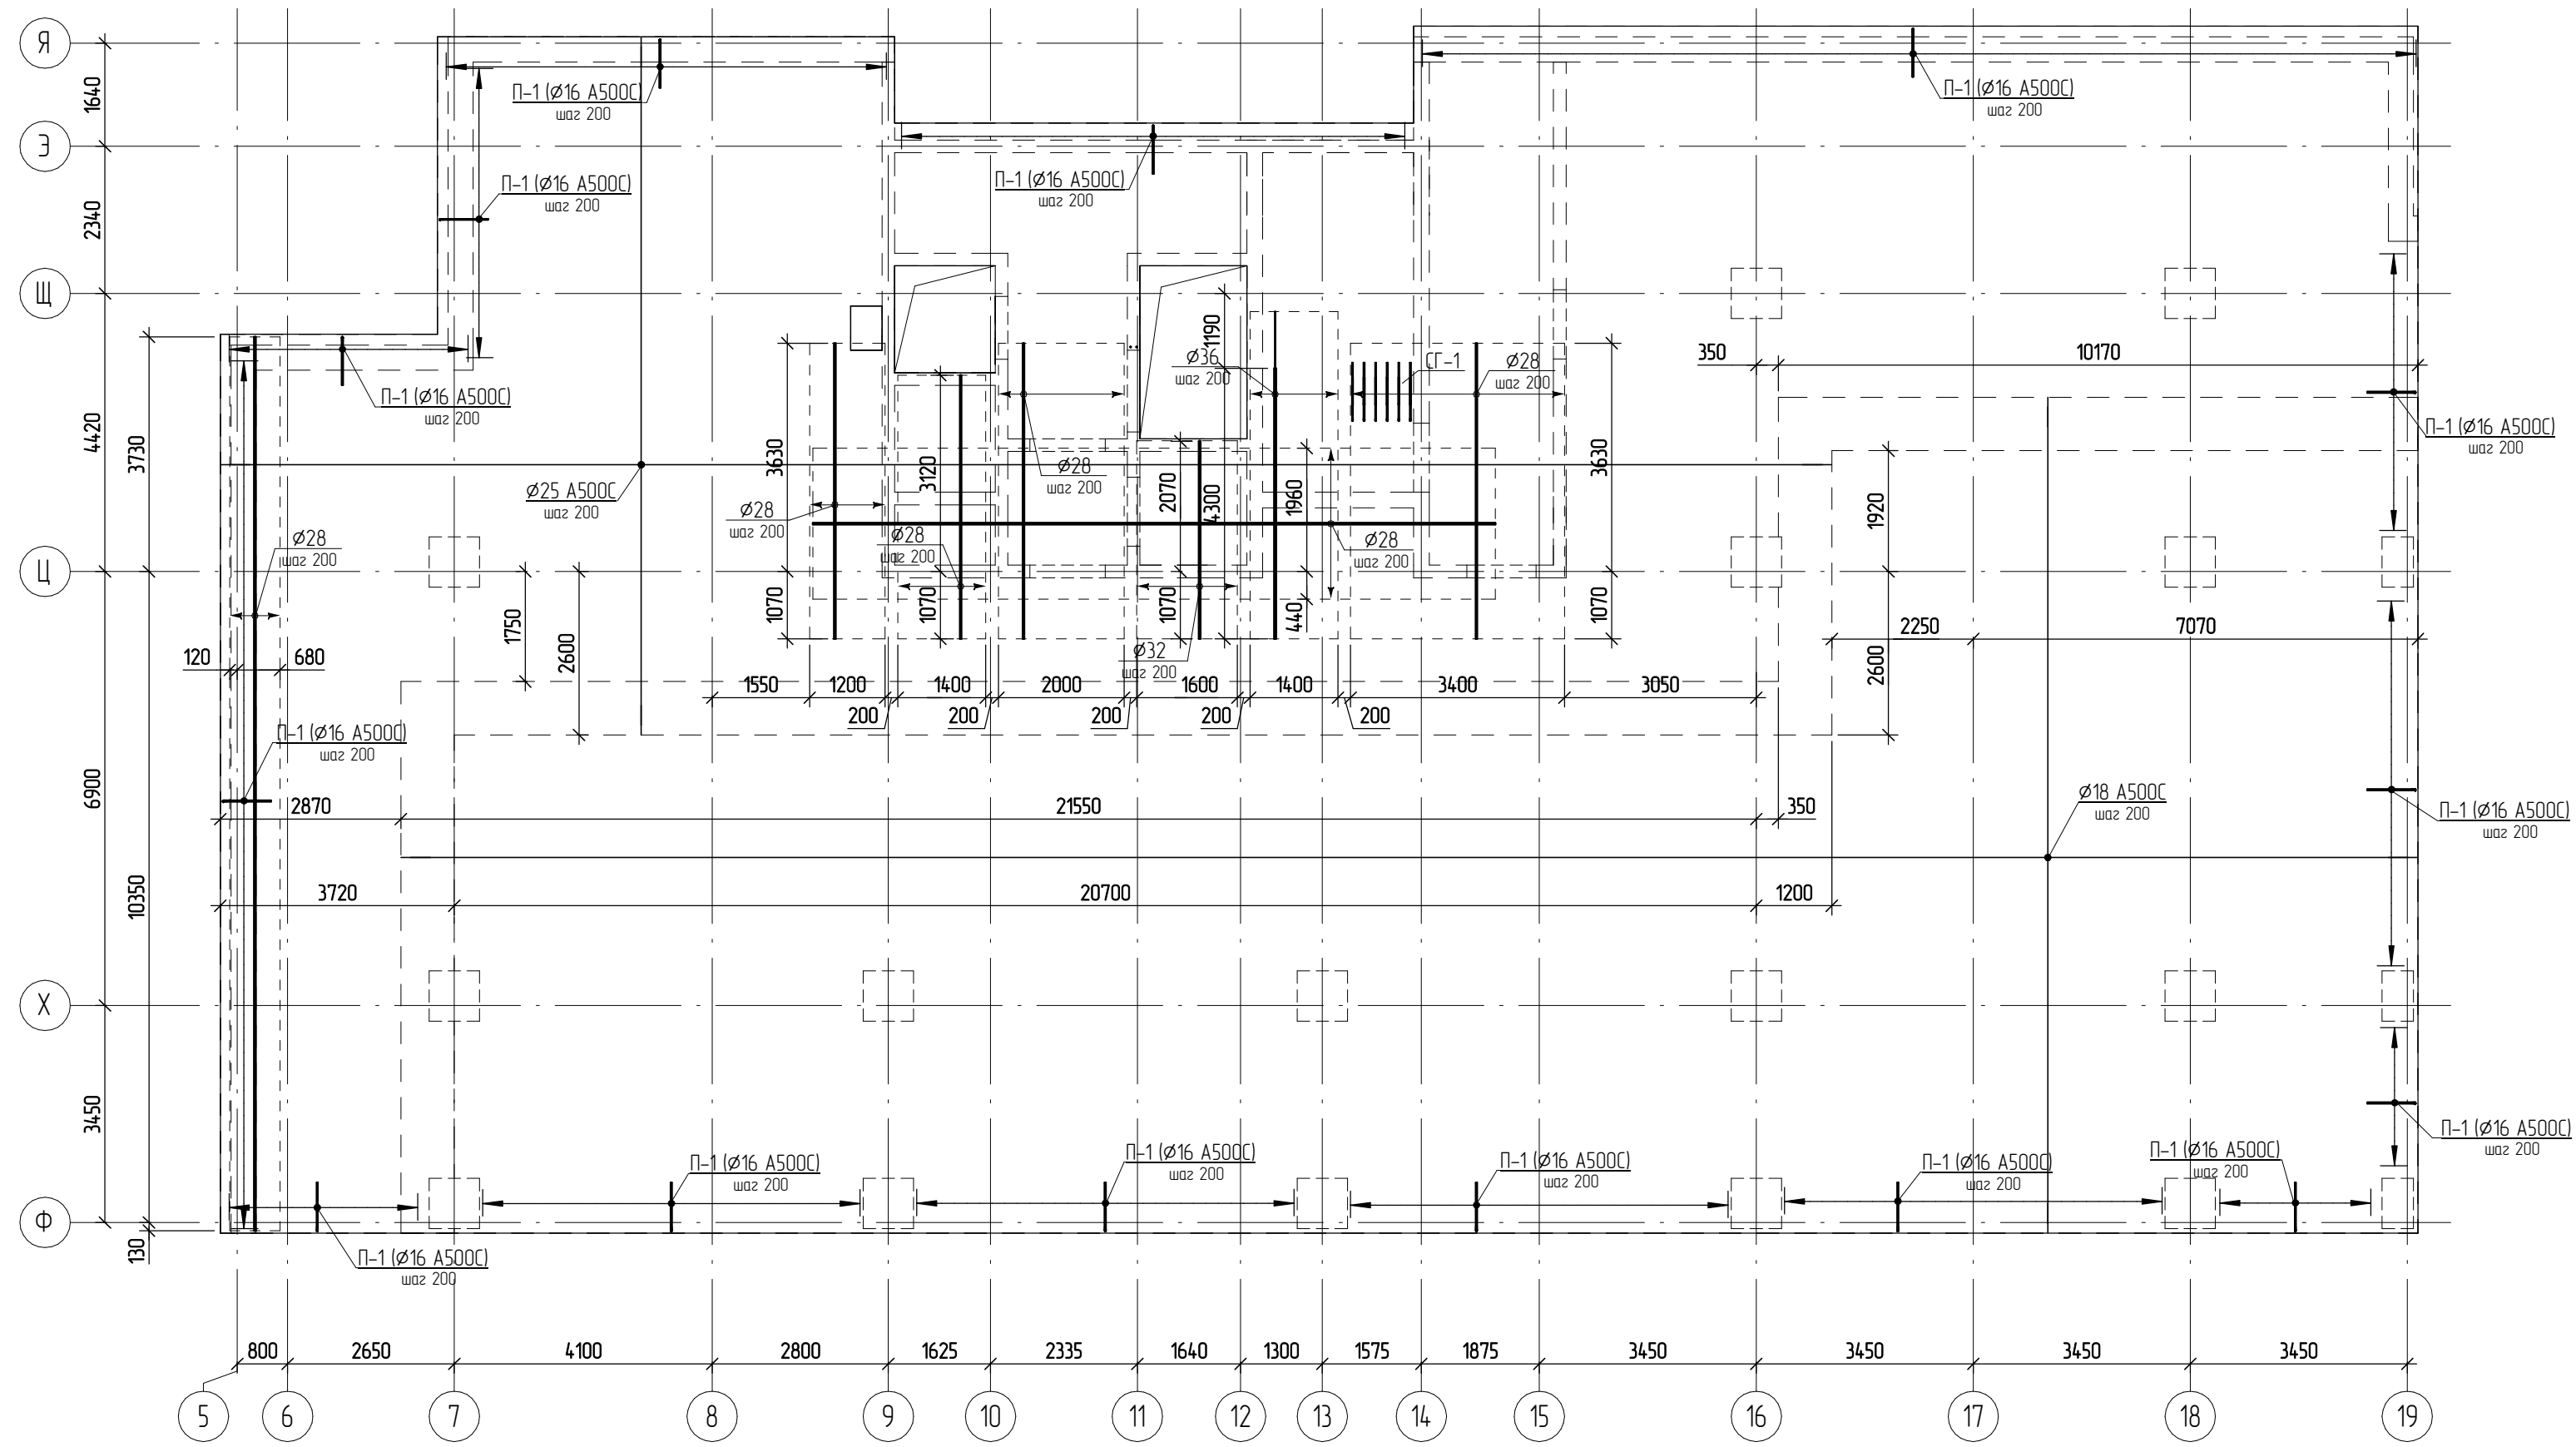 Я
1640
П-1 (Ø16 А500С)
шаг 200
П-1 (Ø16 А500С)
шаг 200
Э
П-1 (Ø16 А500С)
шаг 200
П-1 (Ø16 А500С)
шаг 200
2340
Щ
1190
Ø36
шаг 200
СГ-1
Ø28
шаг 200
350
10170
П-1 (Ø16 А500С)
шаг 200
П-1 (Ø16 А500С)
шаг 200
4420
3730
3630
3120
Ø28
шаг 200
2070
4300
1960
3630
1920
Ø25 А500С
шаг 200
Ø28
шаг 200
Ø28
шаг 200
Ø28
шаг 200
Ø28
шаг 200
Ц
1750
2600
1070
1070
1070
440
1070
2250
7070
2600
120
680
Ø32
шаг 200
1550
1200
1400
2000
1600
1400
3400
3050
200
200
200
200
200
П-1 (Ø16 А500С)
шаг 200
6900
2870
21550
350
Ø18 А500С
шаг 200
П-1 (Ø16 А500С)
шаг 200
10350
3720
20700
1200
Х
3450
П-1 (Ø16 А500С)
шаг 200
П-1 (Ø16 А500С)
шаг 200
П-1 (Ø16 А500С)
шаг 200
П-1 (Ø16 А500С)
шаг 200
П-1 (Ø16 А500С)
шаг 200
П-1 (Ø16 А500С)
шаг 200
Ф
130
П-1 (Ø16 А500С)
шаг 200
800
2650
4100
2800
1625
2335
1640
1300
1575
1875
3450
3450
3450
3450
5
6
7
8
9
10
11
12
13
14
15
16
17
18
19